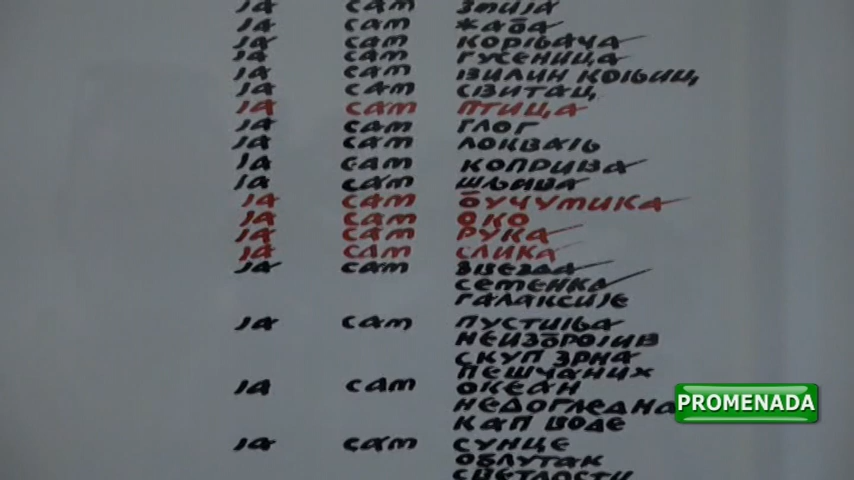 ЈА САМ ЗМИЈА
ЈА САМ ЖАБА
ЈА САМ КОРЊАЧА
ЈА САМ ГУСЕНИЦА
ЈА САМ ВИЛИН КОЊИЦ
ЈА САМ СВИТАЦ
ЈА САМ ПТИЦА
ЈА САМ ГЛОГ
ЈА САМ ЛОКВАЊ
ЈА САМ КОПРИВА
ЈА САМ ШЉИВА
ЈА САМ БУЧУМИКА
ЈА САМ ОКО
ЈА САМ РУКА
ЈА САМ СЛИКА
ЈА САМ ЗВЕЗДА
СЕМЕНКА
ГАЛАКСИЈЕ
ЈА САМ ПУСТИЊА
НЕИЗБРОЈИВ
СКУП ЗРНА
ПЕШЧАНИХ
ЈА САМ ОКЕАН
НЕДОГЛЕДНА
КАП ВОДЕ
ЈА САМ СУНЦЕ
ОБЛУТАК
СВЕТЛОСТИ
PROMENADA